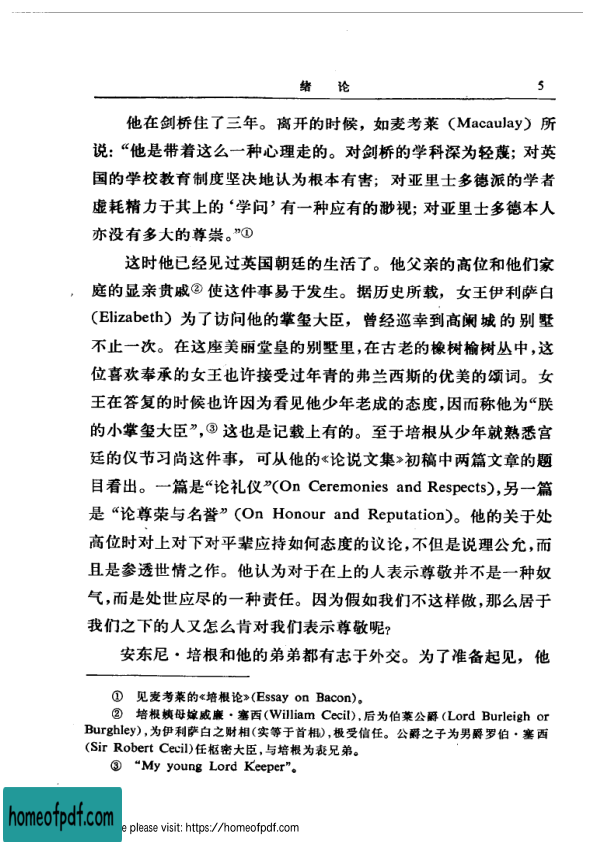 绪 论 5
他在剑桥住了三年。离开的时候，如麦考莱（Macaulay）所
说：“他是带着这么一种心理走的。对剑桥的学科深为轻蔑；对英
国的学校教育制度坚决地认为根本有害；对亚里士多德派的学者
虚耗精力于其上的‘学问’有一种应有的渺视；对亚里士多德本人
亦没有多大的尊崇。”①
这时他已经见过英国朝廷的生活了。他父亲的高位和他们家
庭的显亲贵戚②使这件事易于发生。据历史所载，女王伊利萨白
(Elizabeth) 为了访问他的掌玺大臣，曾经巡幸到高阑城的别墅
不止一次。在这座美丽堂皇的别墅里，在古老的橡树榆树丛中，这
位喜欢奉承的女王也许接受过年青的弗兰西斯的优美的颂词。女
王在答复的时候也许因为看见他少年老成的态度，因而称他为“朕
的小掌玺大臣”，③这也是记载上有的。至于培根从少年就熟悉宫
廷的仪节习尚这件事，可从他的《论说文集》初稿中两篇文章的题
目看出。一篇是“论礼仪”(On Ceremonies and Respects)，另一篇
是“论尊荣与名誉”(On Honour and Reputation)。他的关于处
高位时对上对下对平辈应持如何态度的议论，不但是说理公允，而
且是参透世情之作。他认为对于在上的人表示尊敬并不是一种奴
气，而是处世应尽的一种责任。因为假如我们不这样做，那么居于
我们之下的人又怎么肯对我们表示尊敬呢？
安东尼·培根和他的弟弟都有志于外交。为了准备起见，他
① 见麦考莱的《培根论》(Essay on Bacon)。
② 培根姨母嫁威廉·塞西(William Cecil)，后为伯莱公爵(Lord Burleigh or
Burghley)，为伊利萨白之财相(实等于首相)，极受信任。公爵之子为男爵罗伯·塞西
(Sir Robert Cecil)任枢密大臣，与培根为表兄弟。
③ “My young Lord Keeper”。
homeofpdf.com
e please visit: https://homeofpdf.com